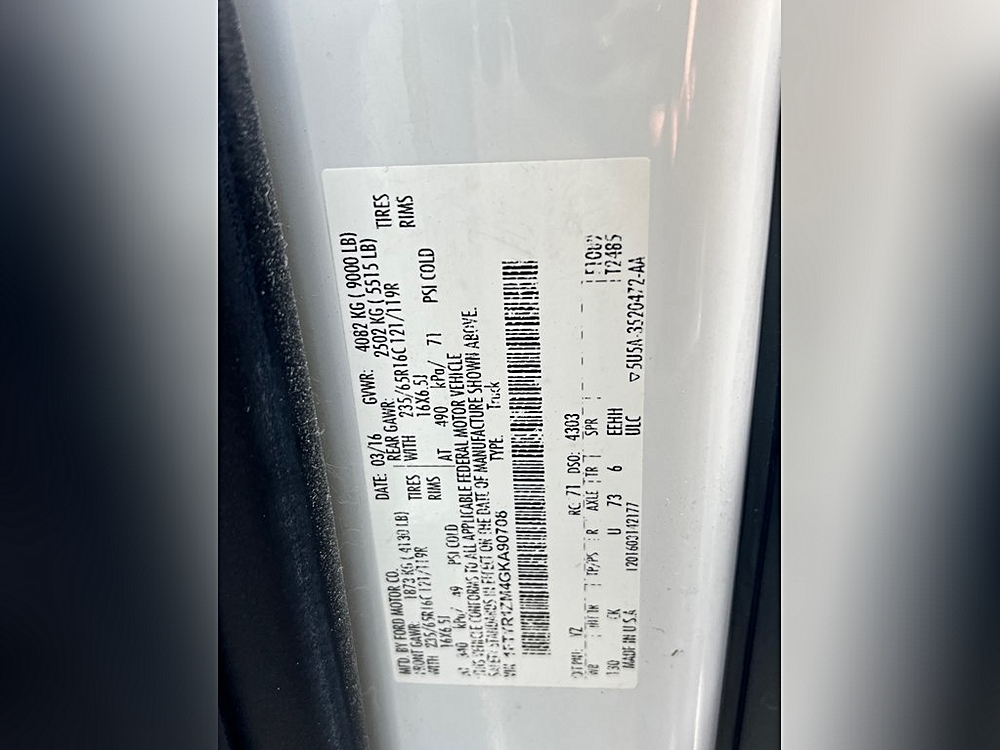 MFD. BY FORD MOTOR CO. DATE: 03/16 GVWR: 4082 KG ( 9000 LB)
FRONT GAWR: 1873 KG ( 4130 LB) REAR GAWR: 2502 KG ( 5515 LB)
WITH 235/65R16C 121/119R TIRES WITH 235/65R16C 121/119R TIRES
16X6.5J RIMS 16X6.5J RIMS
AT 340 kPa/ 49 PSI COLD AT 490 kPa/ 71 PSI COLD
THIS VEHICLE CONFORMS TO ALL APPLICABLE FEDERAL MOTOR VEHICLE
SAFETY STANDARDS IN EFFECT ON THE DATE OF MANUFACTURE SHOWN ABOVE.
VIN: 1FTYR1ZM4GKA90706 TYPE: Truck
EXT PNT: YZ RC: 71 DSO: 4303
WB INT TR TP/PS R AXLE TR SPR
130 CK U 73 6 EEHH T2485
MADE IN U.S.A. 1201603112177 ULC
▽5U5A-3520472-AA